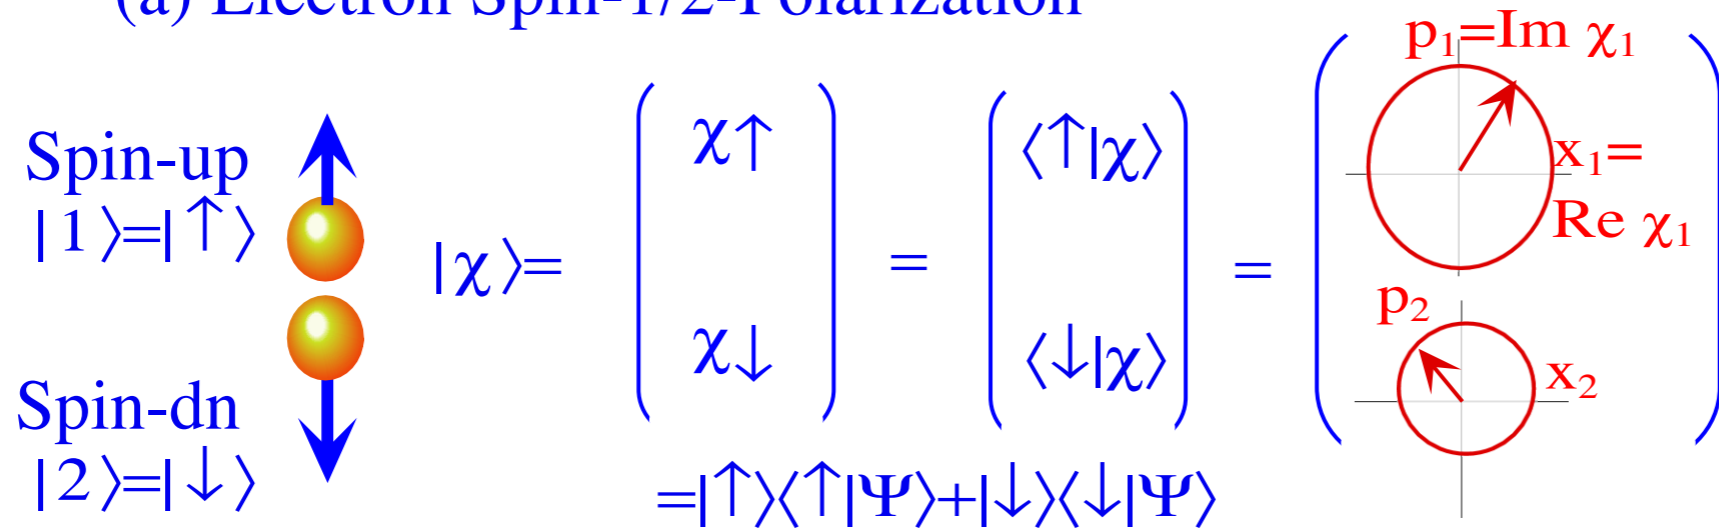 (a) Electron Spin-1/2-Polarization
Spin-up
|1⟩=|↑⟩
Spin-dn
|2⟩=|↓⟩
|χ⟩=
χ↑
χ↓
=
⟨↑|χ⟩
⟨↓|χ⟩
=
p₁=Im χ₁
x₁=
Re χ₁
p₂
x₂
=|↑⟩⟨↑|Ψ⟩+|↓⟩⟨↓|Ψ⟩